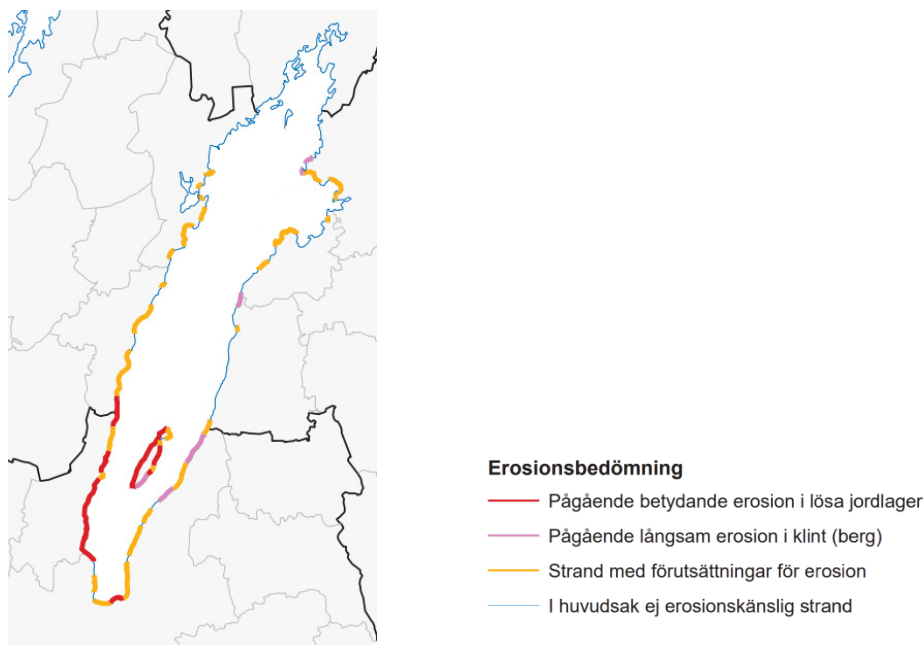 Erosionsbedömning
Pågående betydande erosion i lösa jordlager
Pågående långsam erosion i klint (berg)
Strand med förutsättningar för erosion
I huvudsak ej erosionskänslig strand